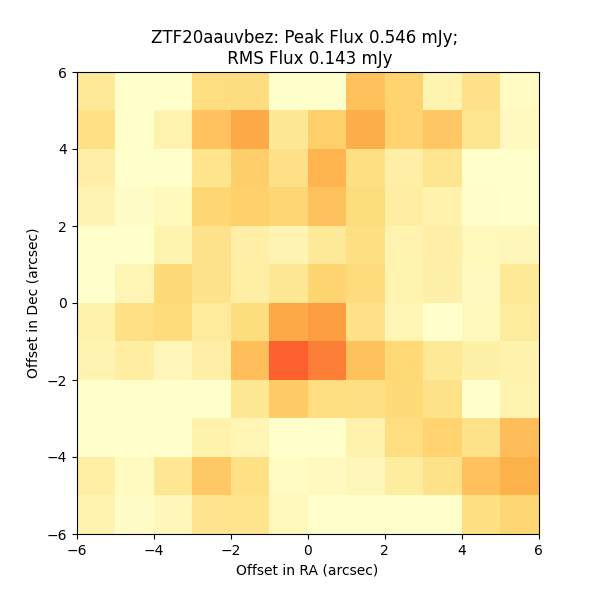 ZTF20aauvbez: Peak Flux 0.546 mJy;
RMS Flux 0.143 mJy
6
4
2
0
−2
−4
−6
Offset in Dec (arcsec)
−6 −4 −2 0 2 4 6
Offset in RA (arcsec)